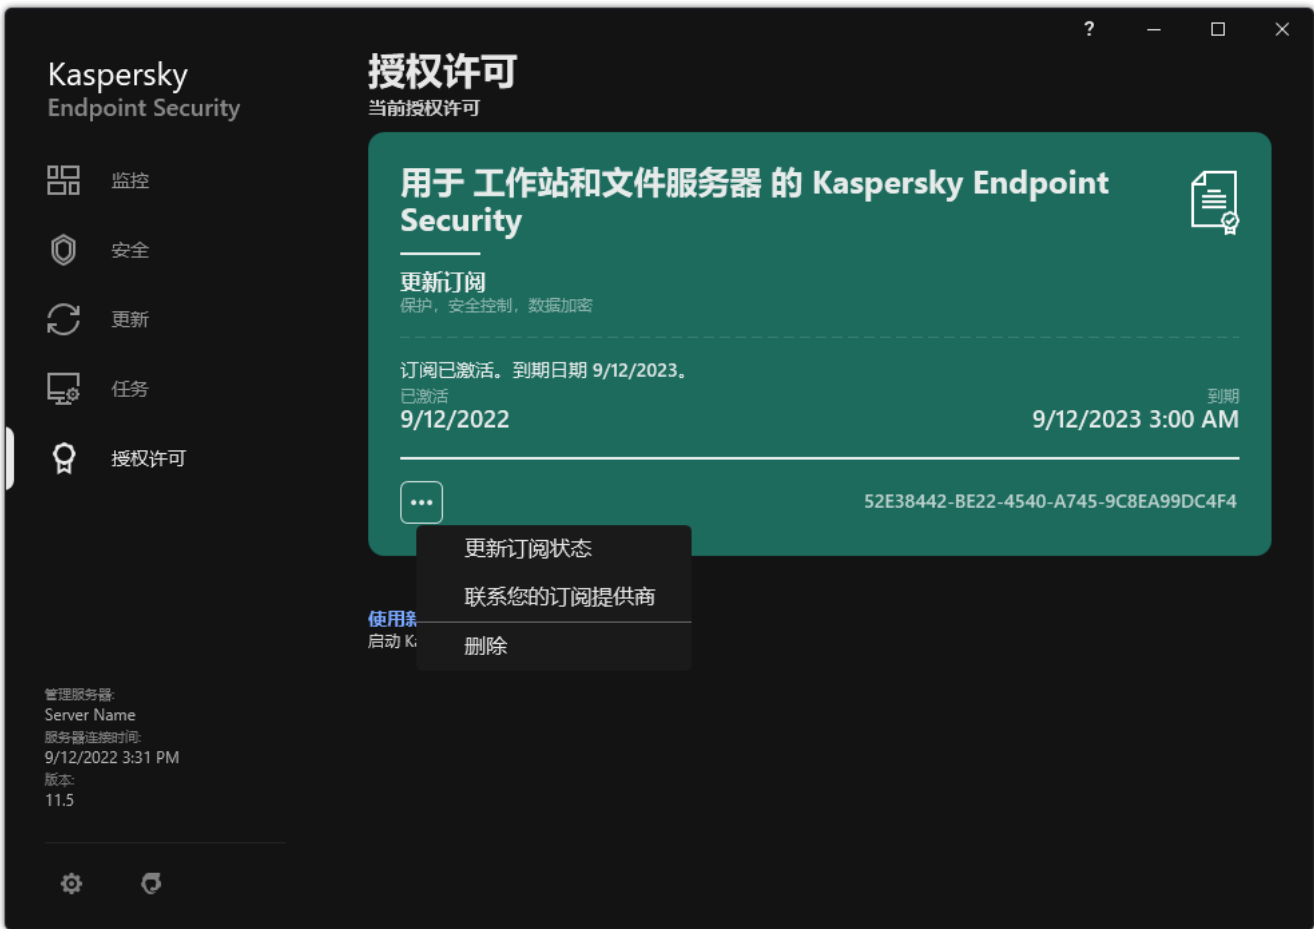 ?
Kaspersky
Endpoint Security
监控
安全
更新
任务
授权许可
管理服务器:
Server Name
服务器连接时间:
9/12/2022 3:31 PM
版本:
11.5
授权许可
当前授权许可
用于 工作站和文件服务器 的 Kaspersky Endpoint
Security
更新订阅
保护，安全控制，数据加密
订阅已激活。到期日期 9/12/2023。
已激活
到期
9/12/2022
9/12/2023 3:00 AM
52E38442-BE22-4540-A745-9C8EA99DC4F4
更新订阅状态
联系您的订阅提供商
删除
使用
启动